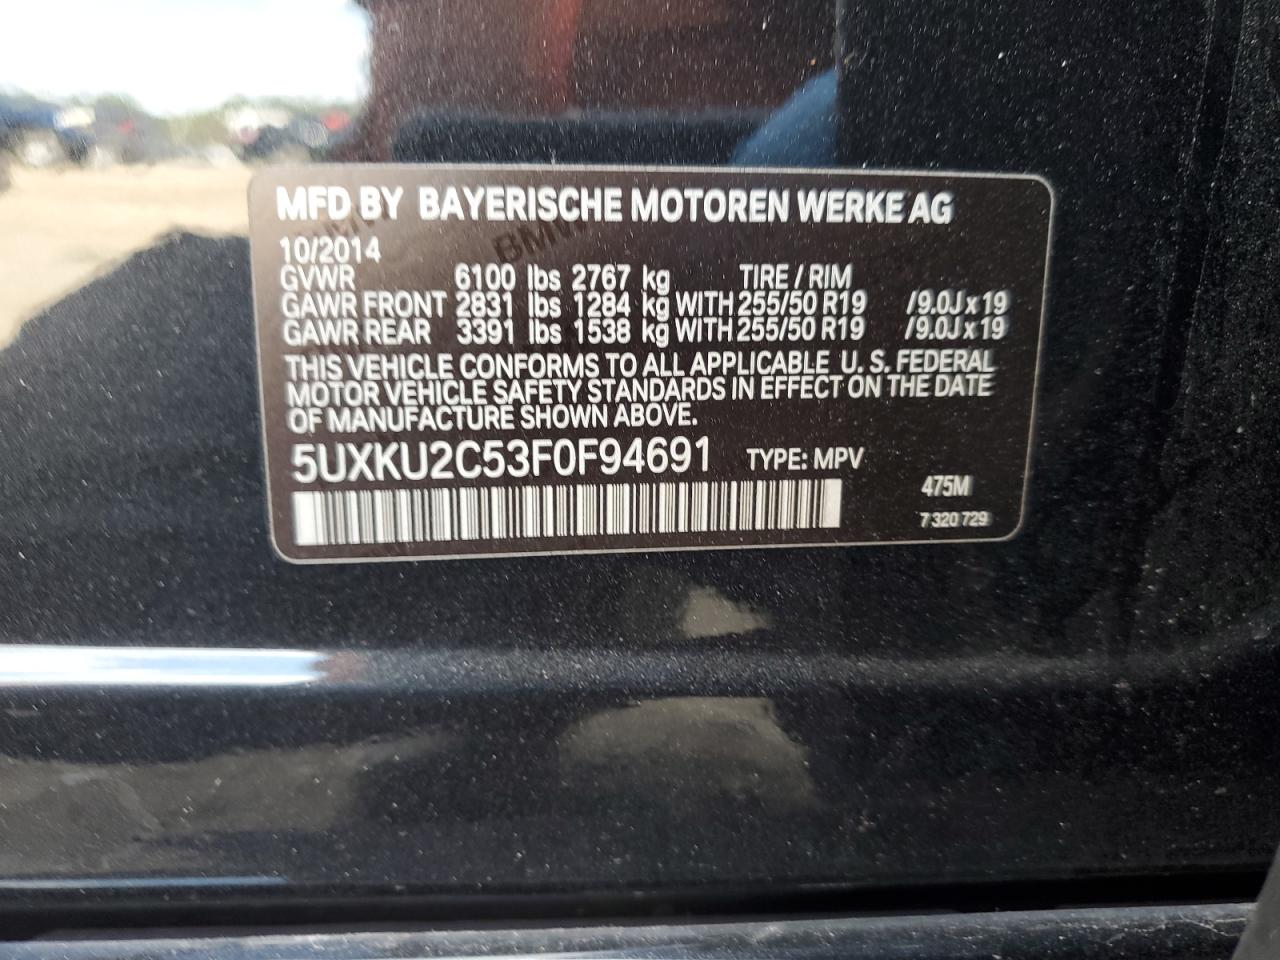 MFD BY BAYERISCHE MOTOREN WERKE AG
10/2014
GVWR 6100 lbs 2767 kg TIRE / RIM
GAWR FRONT 2831 lbs 1284 kg WITH 255/50 R19 /9.0J x 19
GAWR REAR 3391 lbs 1538 kg WITH 255/50 R19 /9.0J x 19
THIS VEHICLE CONFORMS TO ALL APPLICABLE U. S. FEDERAL
MOTOR VEHICLE SAFETY STANDARDS IN EFFECT ON THE DATE
OF MANUFACTURE SHOWN ABOVE.
5UXKU2C53F0F94691 TYPE: MPV
475M
7 320 729